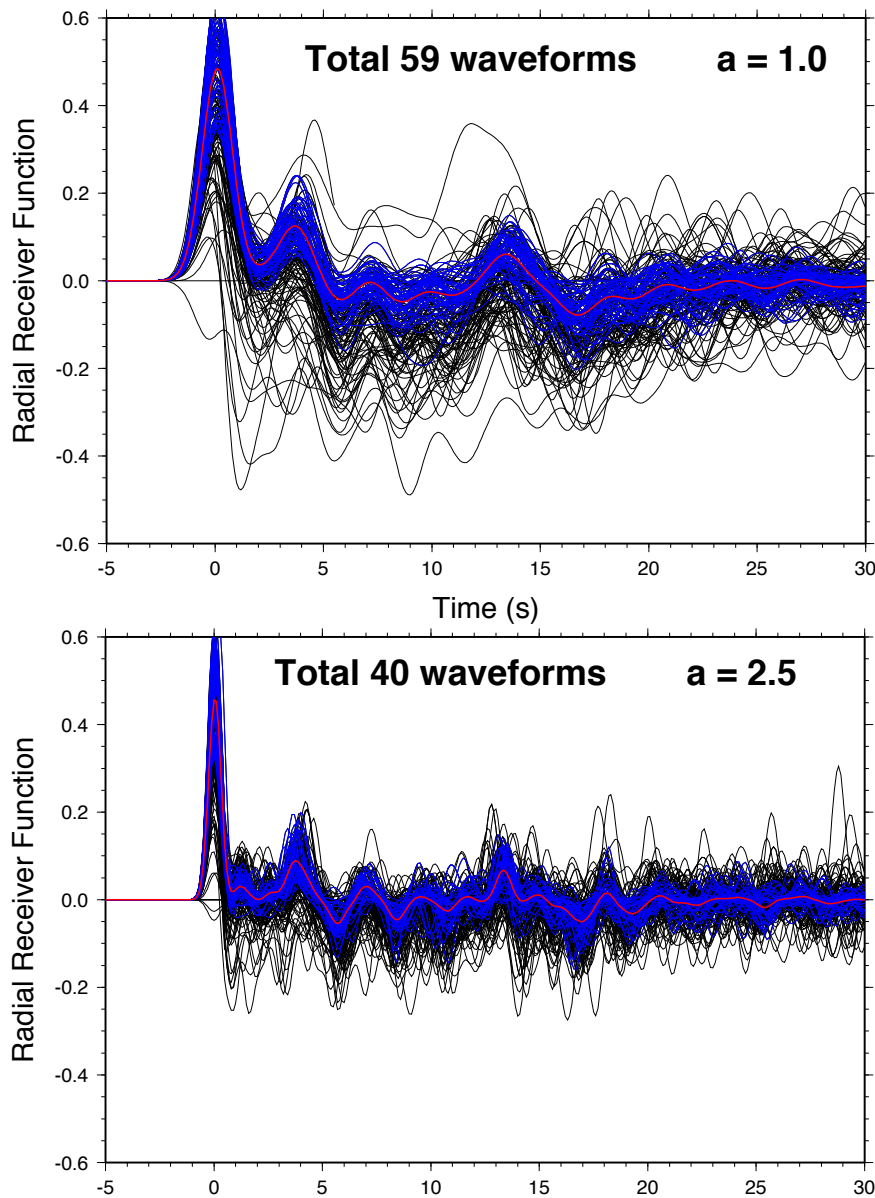 Total 59 waveforms a = 1.0
0.6
0.4
0.2
0.0
-0.2
-0.4
-0.6
Radial Receiver Function
-5 0 5 10 15 20 25 30
Time (s)
Total 40 waveforms a = 2.5
0.6
0.4
0.2
0.0
-0.2
-0.4
-0.6
Radial Receiver Function
-5 0 5 10 15 20 25 30